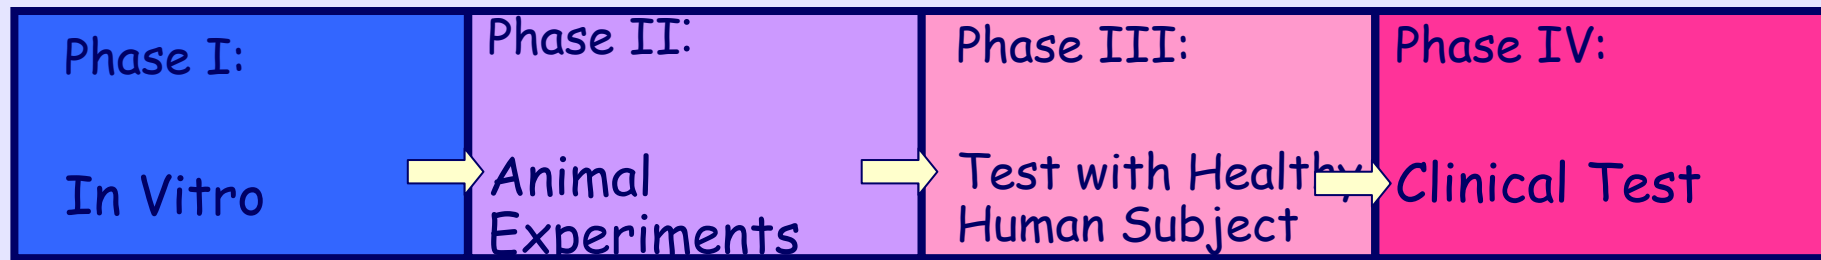 Phase I:
In Vitro
Phase II:
Animal
Experiments
Phase III:
Test with Healthy
Human Subject
Phase IV:
Clinical Test